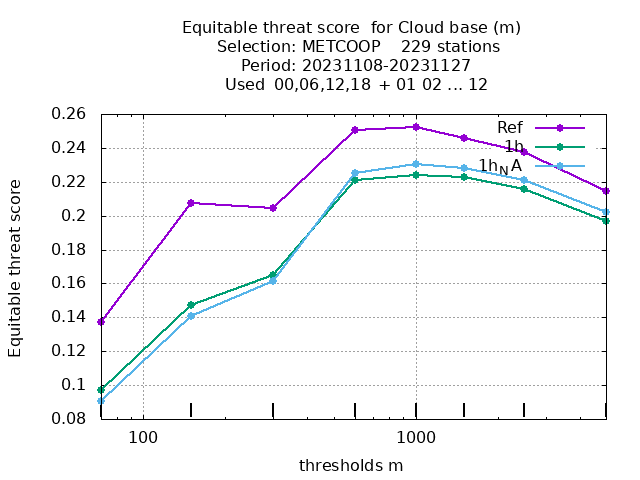 Equitable threat score  for Cloud base (m)
Selection: METCOOP    229 stations
Period: 20231108-20231127
Used  00,06,12,18  + 01 02 ... 12
Ref
1h
1h_N A
Equitable threat score
0.26
0.24
0.22
0.2
0.18
0.16
0.14
0.12
0.1
0.08
100
1000
thresholds m